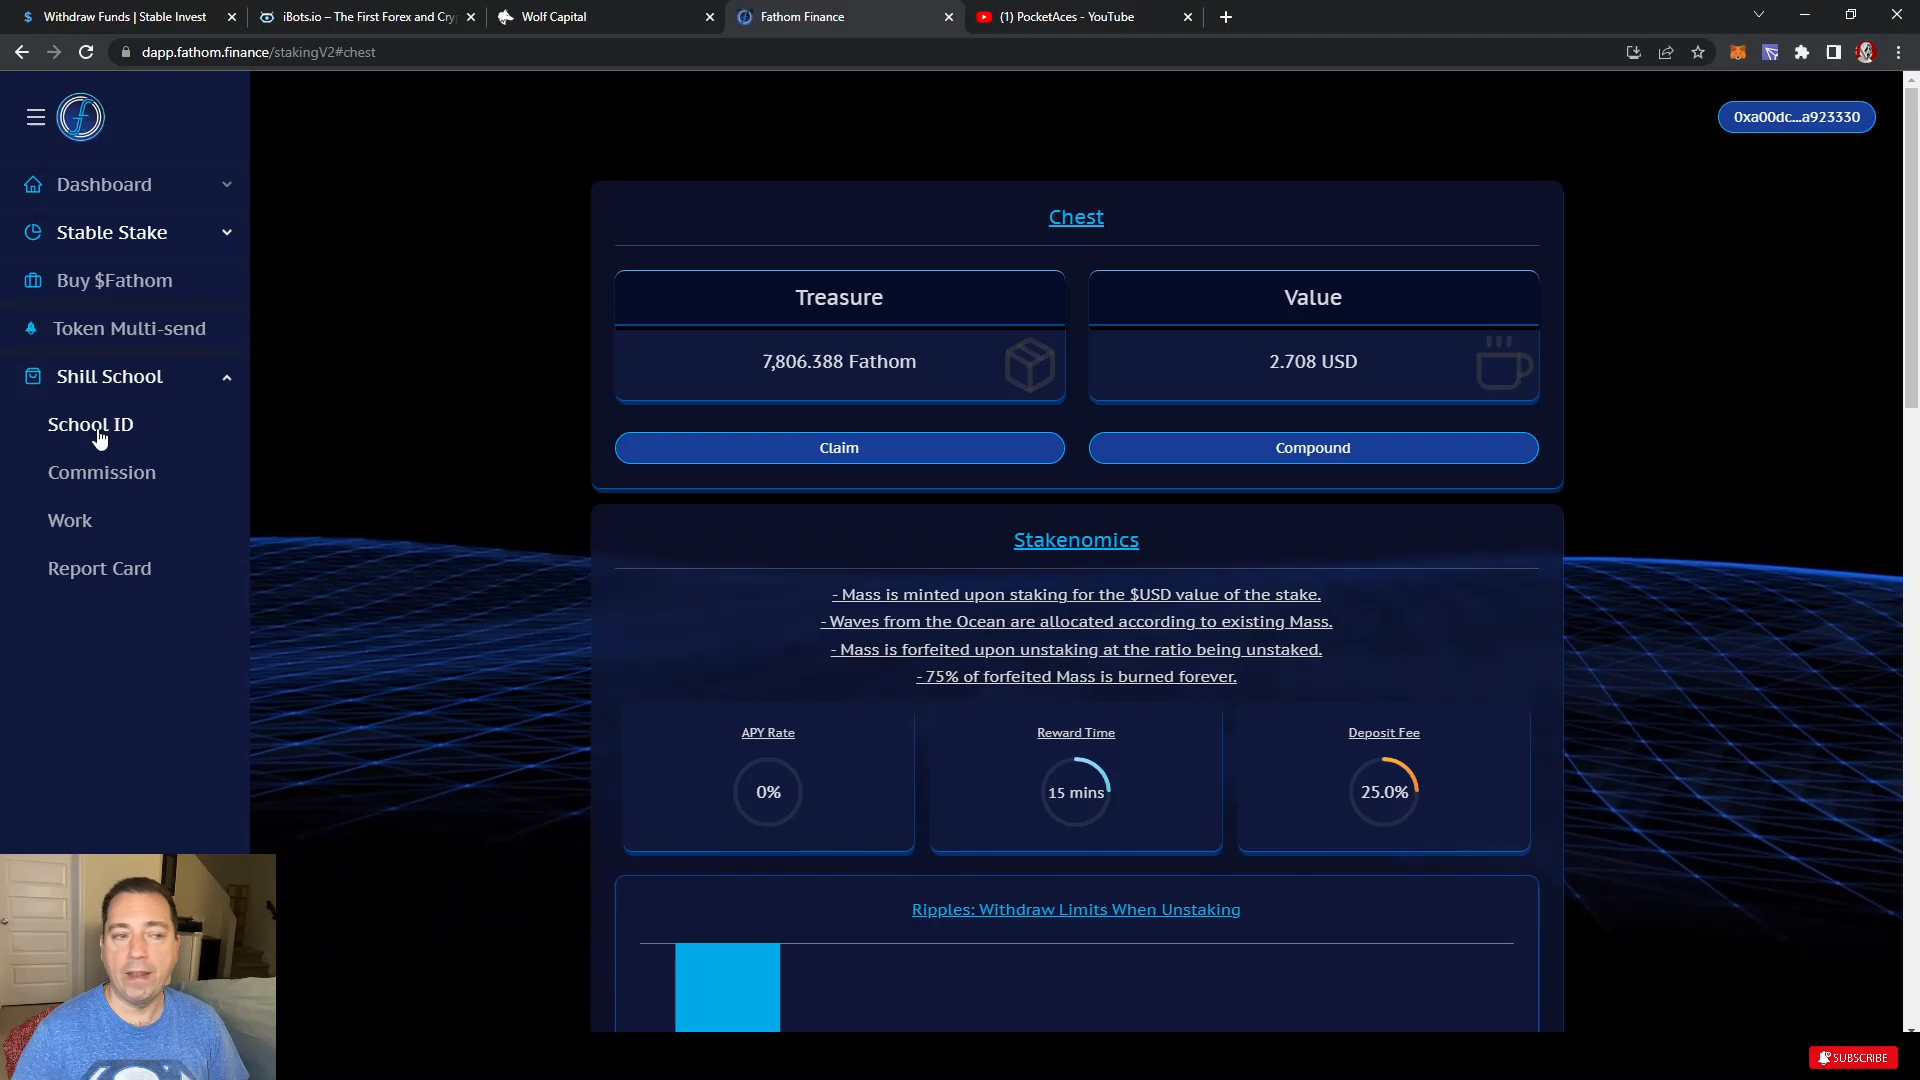 Withdraw Funds | Stable Invest
iBots.io – The First Forex and Cry
Wolf Capital
Fathom Finance
(1) PocketAces - YouTube
dapp.fathom.finance/stakingV2#chest
0xa00dc...a923330
Dashboard
Stable Stake
Buy $Fathom
Token Multi-send
Shill School
School ID
Commission
Work
Report Card
Chest
Treasure
Value
7,806.388 Fathom
2.708 USD
Claim
Compound
Stakenomics
- Mass is minted upon staking for the $USD value of the stake.
- Waves from the Ocean are allocated according to existing Mass.
- Mass is forfeited upon unstaking at the ratio being unstaked.
- 75% of forfeited Mass is burned forever.
APY Rate
Reward Time
Deposit Fee
0%
15 mins
25.0%
Ripples: Withdraw Limits When Unstaking
SUBSCRIBE